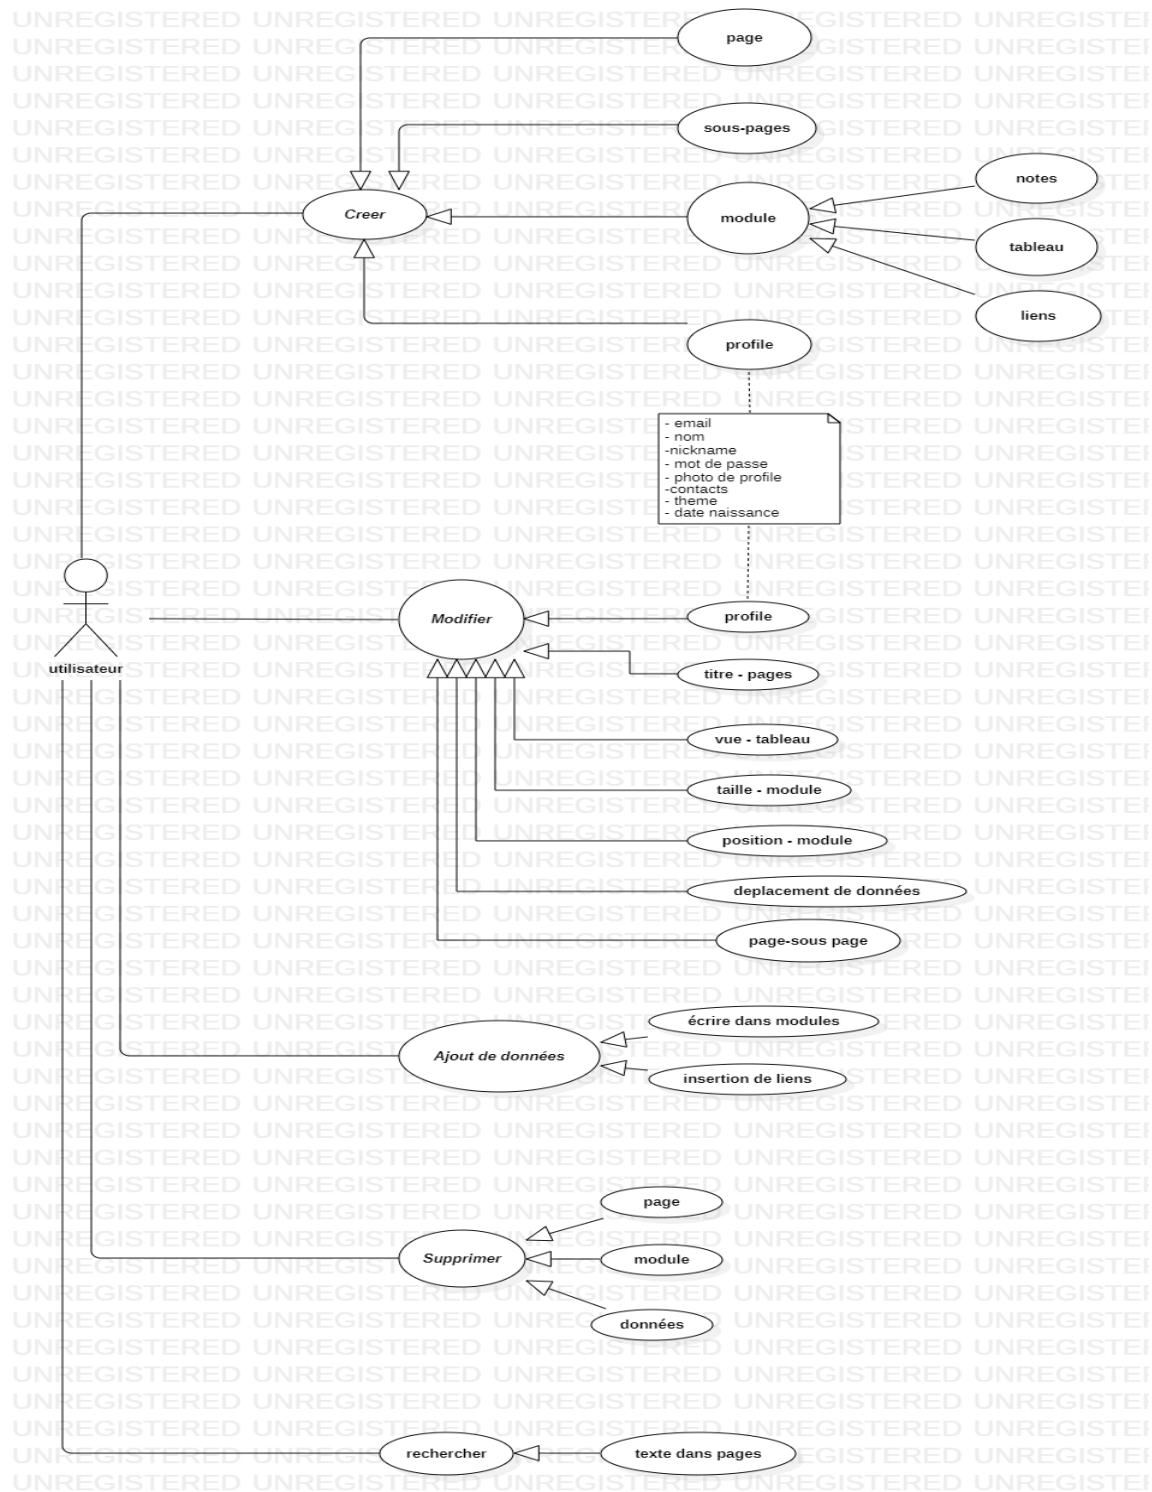 page
sous-pages
Creer
module
notes
tableau
liens
profile
- email
- nom
-nickname
- mot de passe
- photo de profile
-contacts
- theme
- date naissance
utilisateur
Modifier
profile
titre - pages
vue - tableau
taille - module
position - module
deplacement de données
page-sous page
Ajout de données
écrire dans modules
insertion de liens
Supprimer
page
module
données
rechercher
texte dans pages
UNREGISTERED